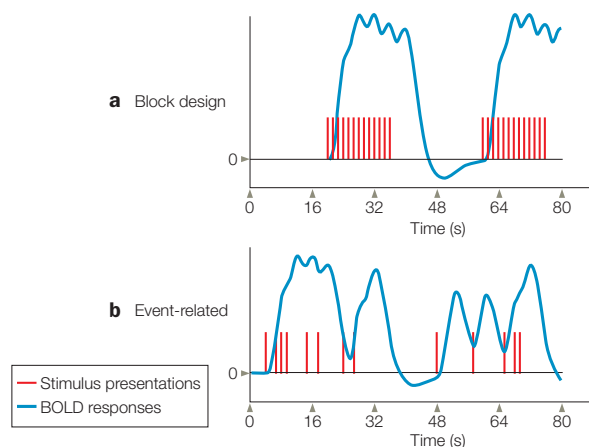 a Block design
0
0 16 32 48 64 80
Time (s)
b Event-related
0
0 16 32 48 64 80
Time (s)
Stimulus presentations
BOLD responses